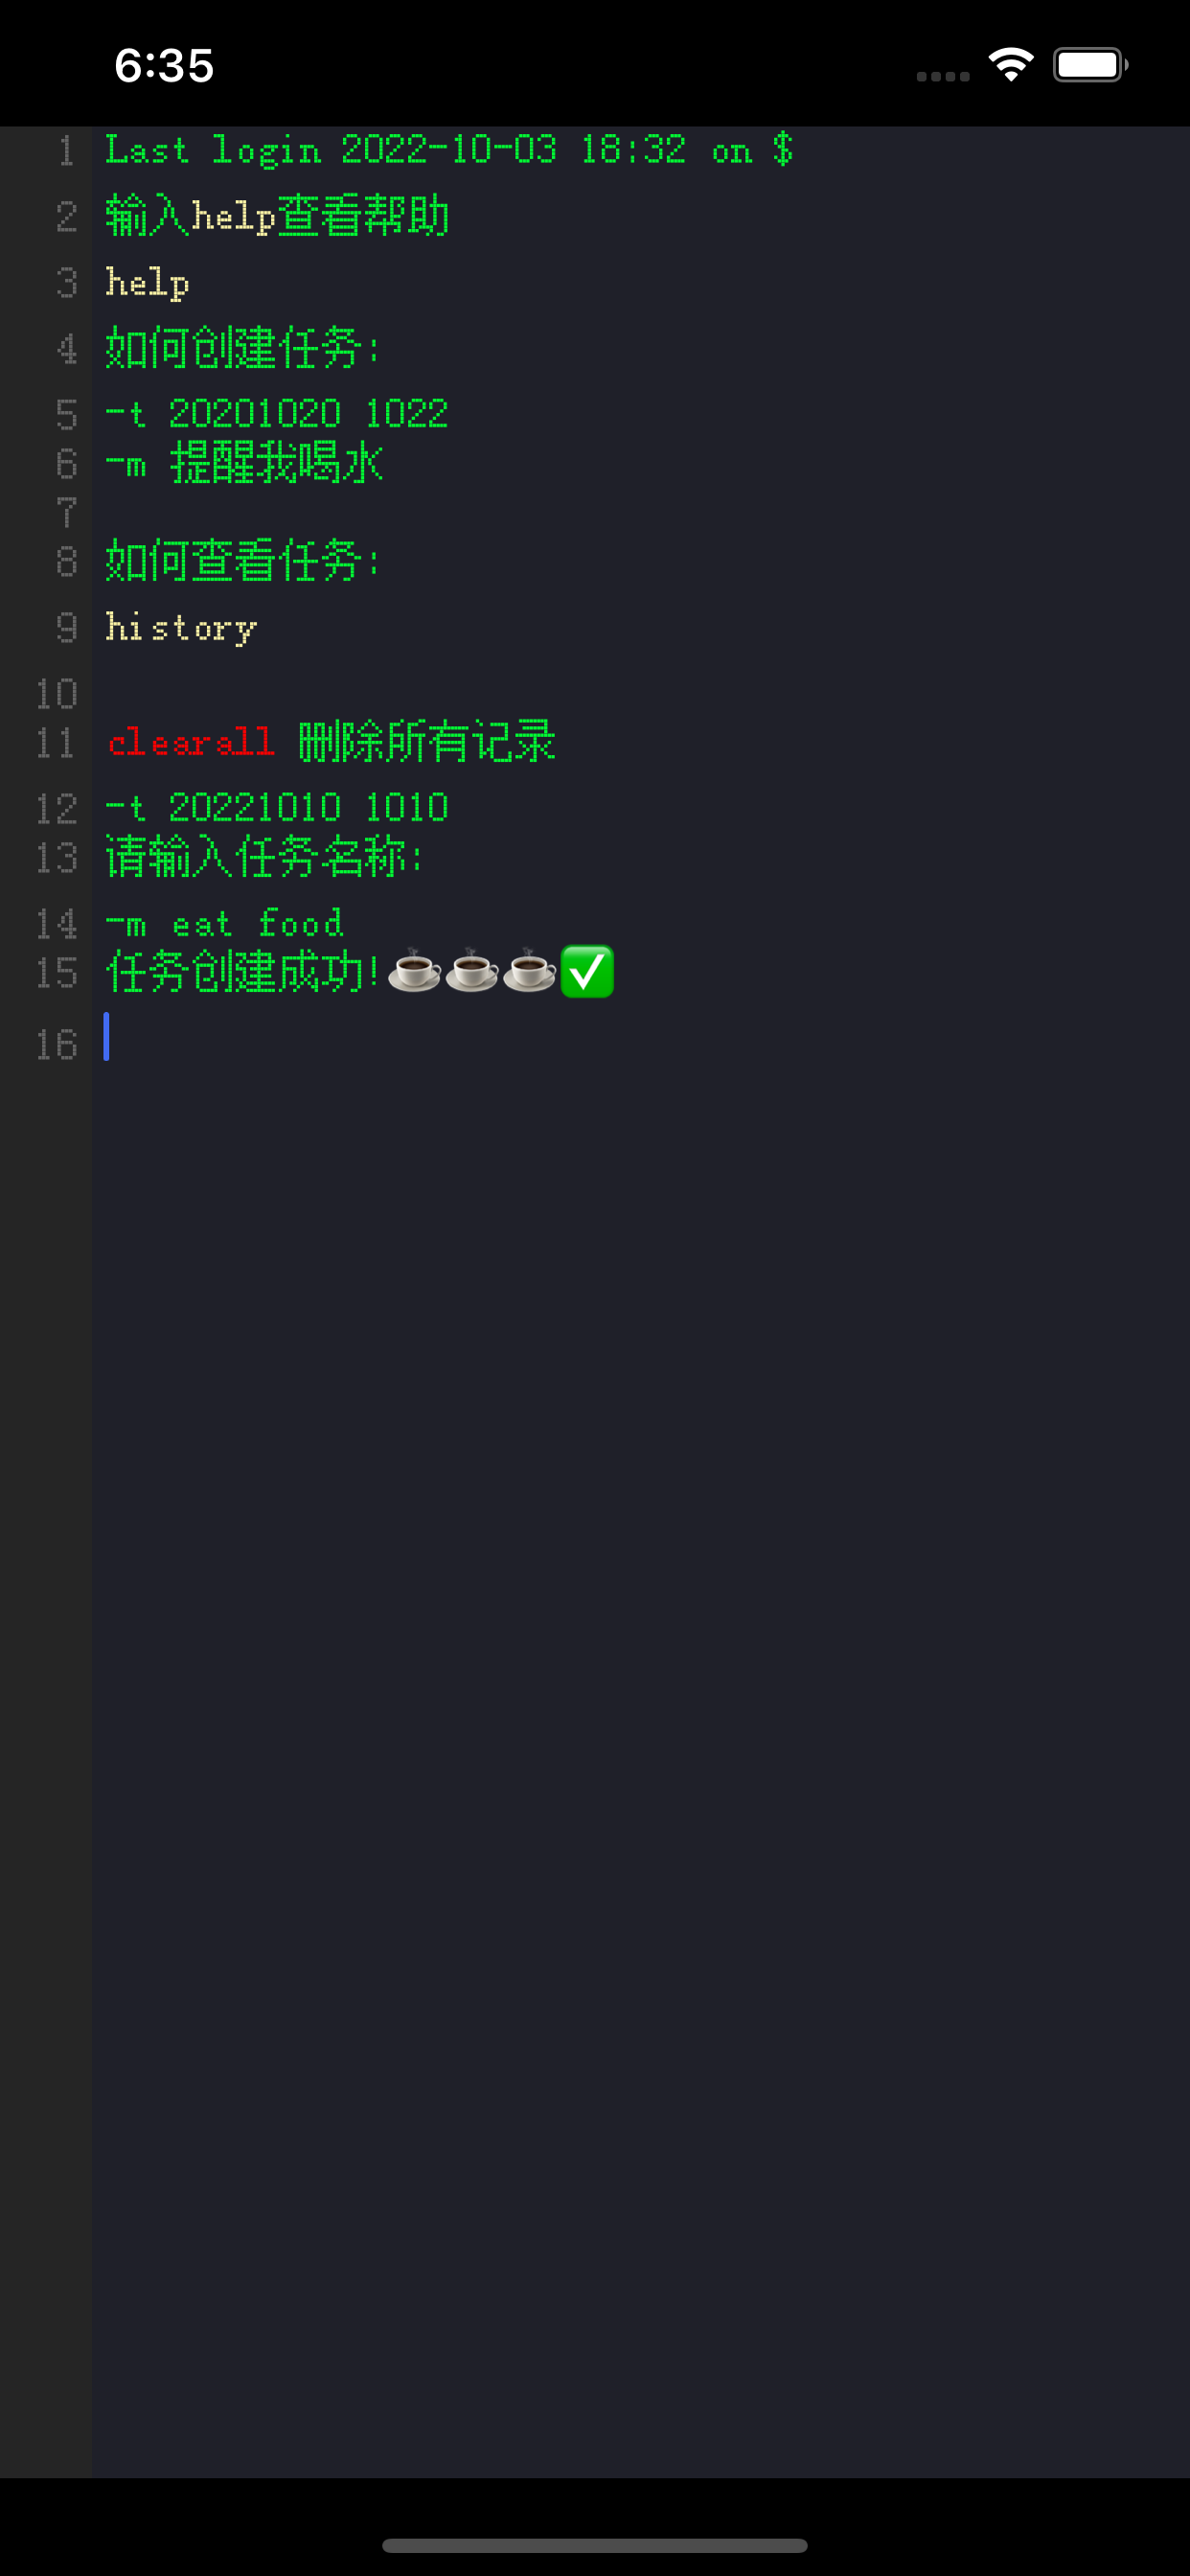 6:35
1 Last login 2022-10-03 18:32 on $
2 输入help查看帮助
3 help
4 如何创建任务:
5 -t 20201020 1022
6 -m 提醒我喝水
7
8 如何查看任务:
9 history
10
11 clearall 删除所有记录
12 -t 20221010 1010
13 请输入任务名称:
14 -m eat food
15 任务创建成功!☕☕☕✅
16